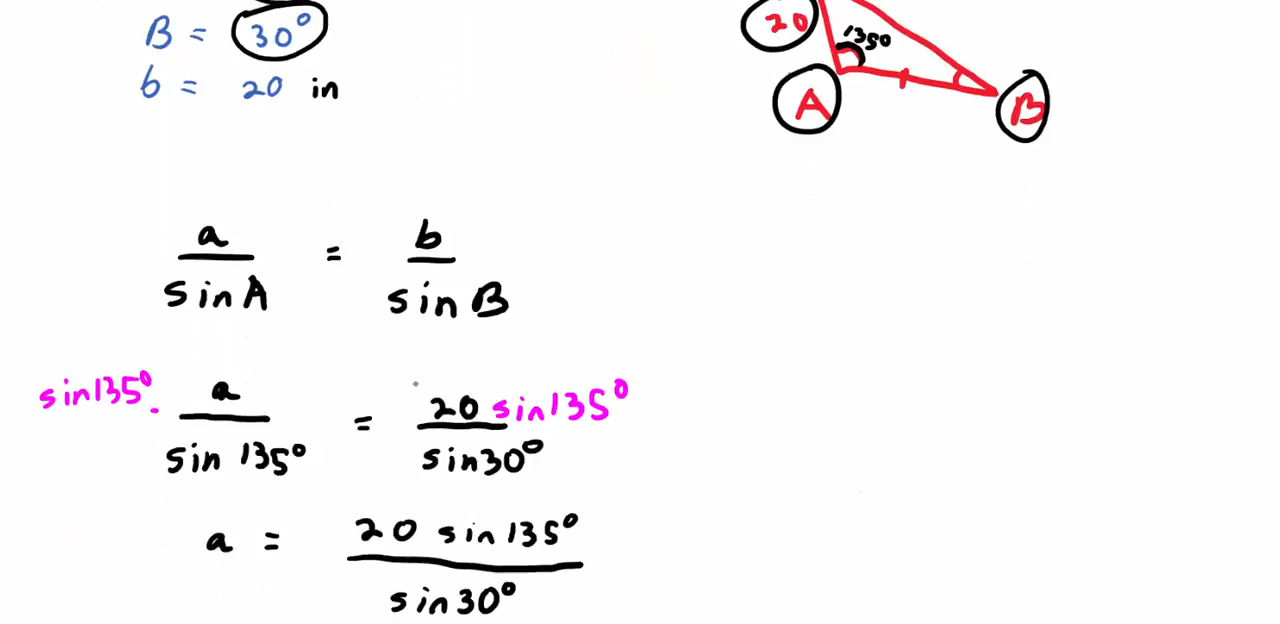 B = 30°
b = 20 in
20
135°
A
B
a / sin A = b / sin B
sin135° · a / sin 135° = 20 sin135° / sin30°
a = 20 sin 135° / sin 30°